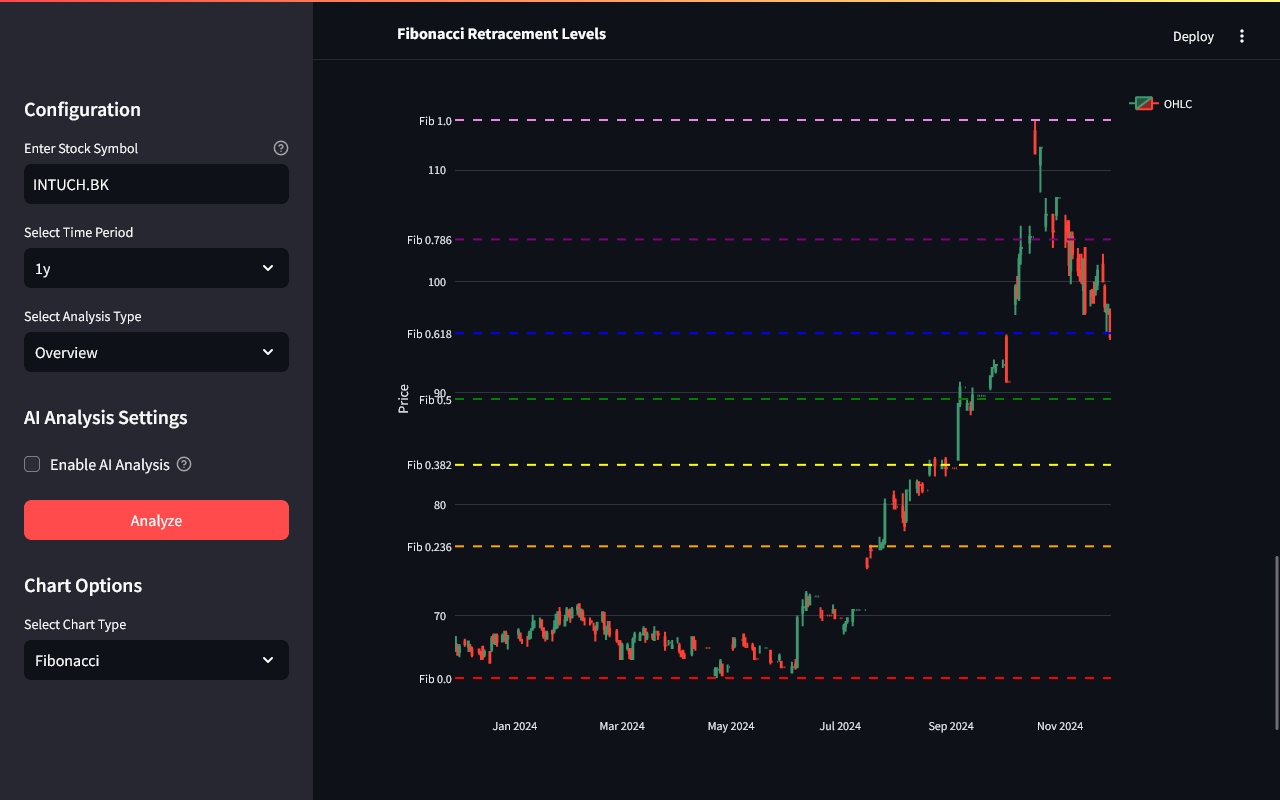 Configuration
Enter Stock Symbol
INTUCH.BK
Select Time Period
1y
Select Analysis Type
Overview
AI Analysis Settings
Enable AI Analysis
Analyze
Chart Options
Select Chart Type
Fibonacci
Fibonacci Retracement Levels
Deploy
OHLC
Fib 1.0
110
Fib 0.786
100
Fib 0.618
90
Fib 0.5
Price
Fib 0.382
80
Fib 0.236
70
Fib 0.0
Jan 2024 Mar 2024 May 2024 Jul 2024 Sep 2024 Nov 2024